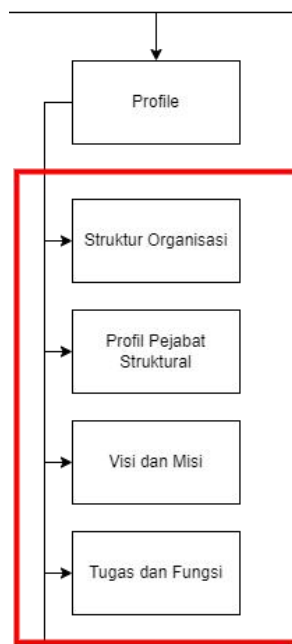 Profile
Struktur Organisasi
Profil Pejabat
Struktural
Visi dan Misi
Tugas dan Fungsi